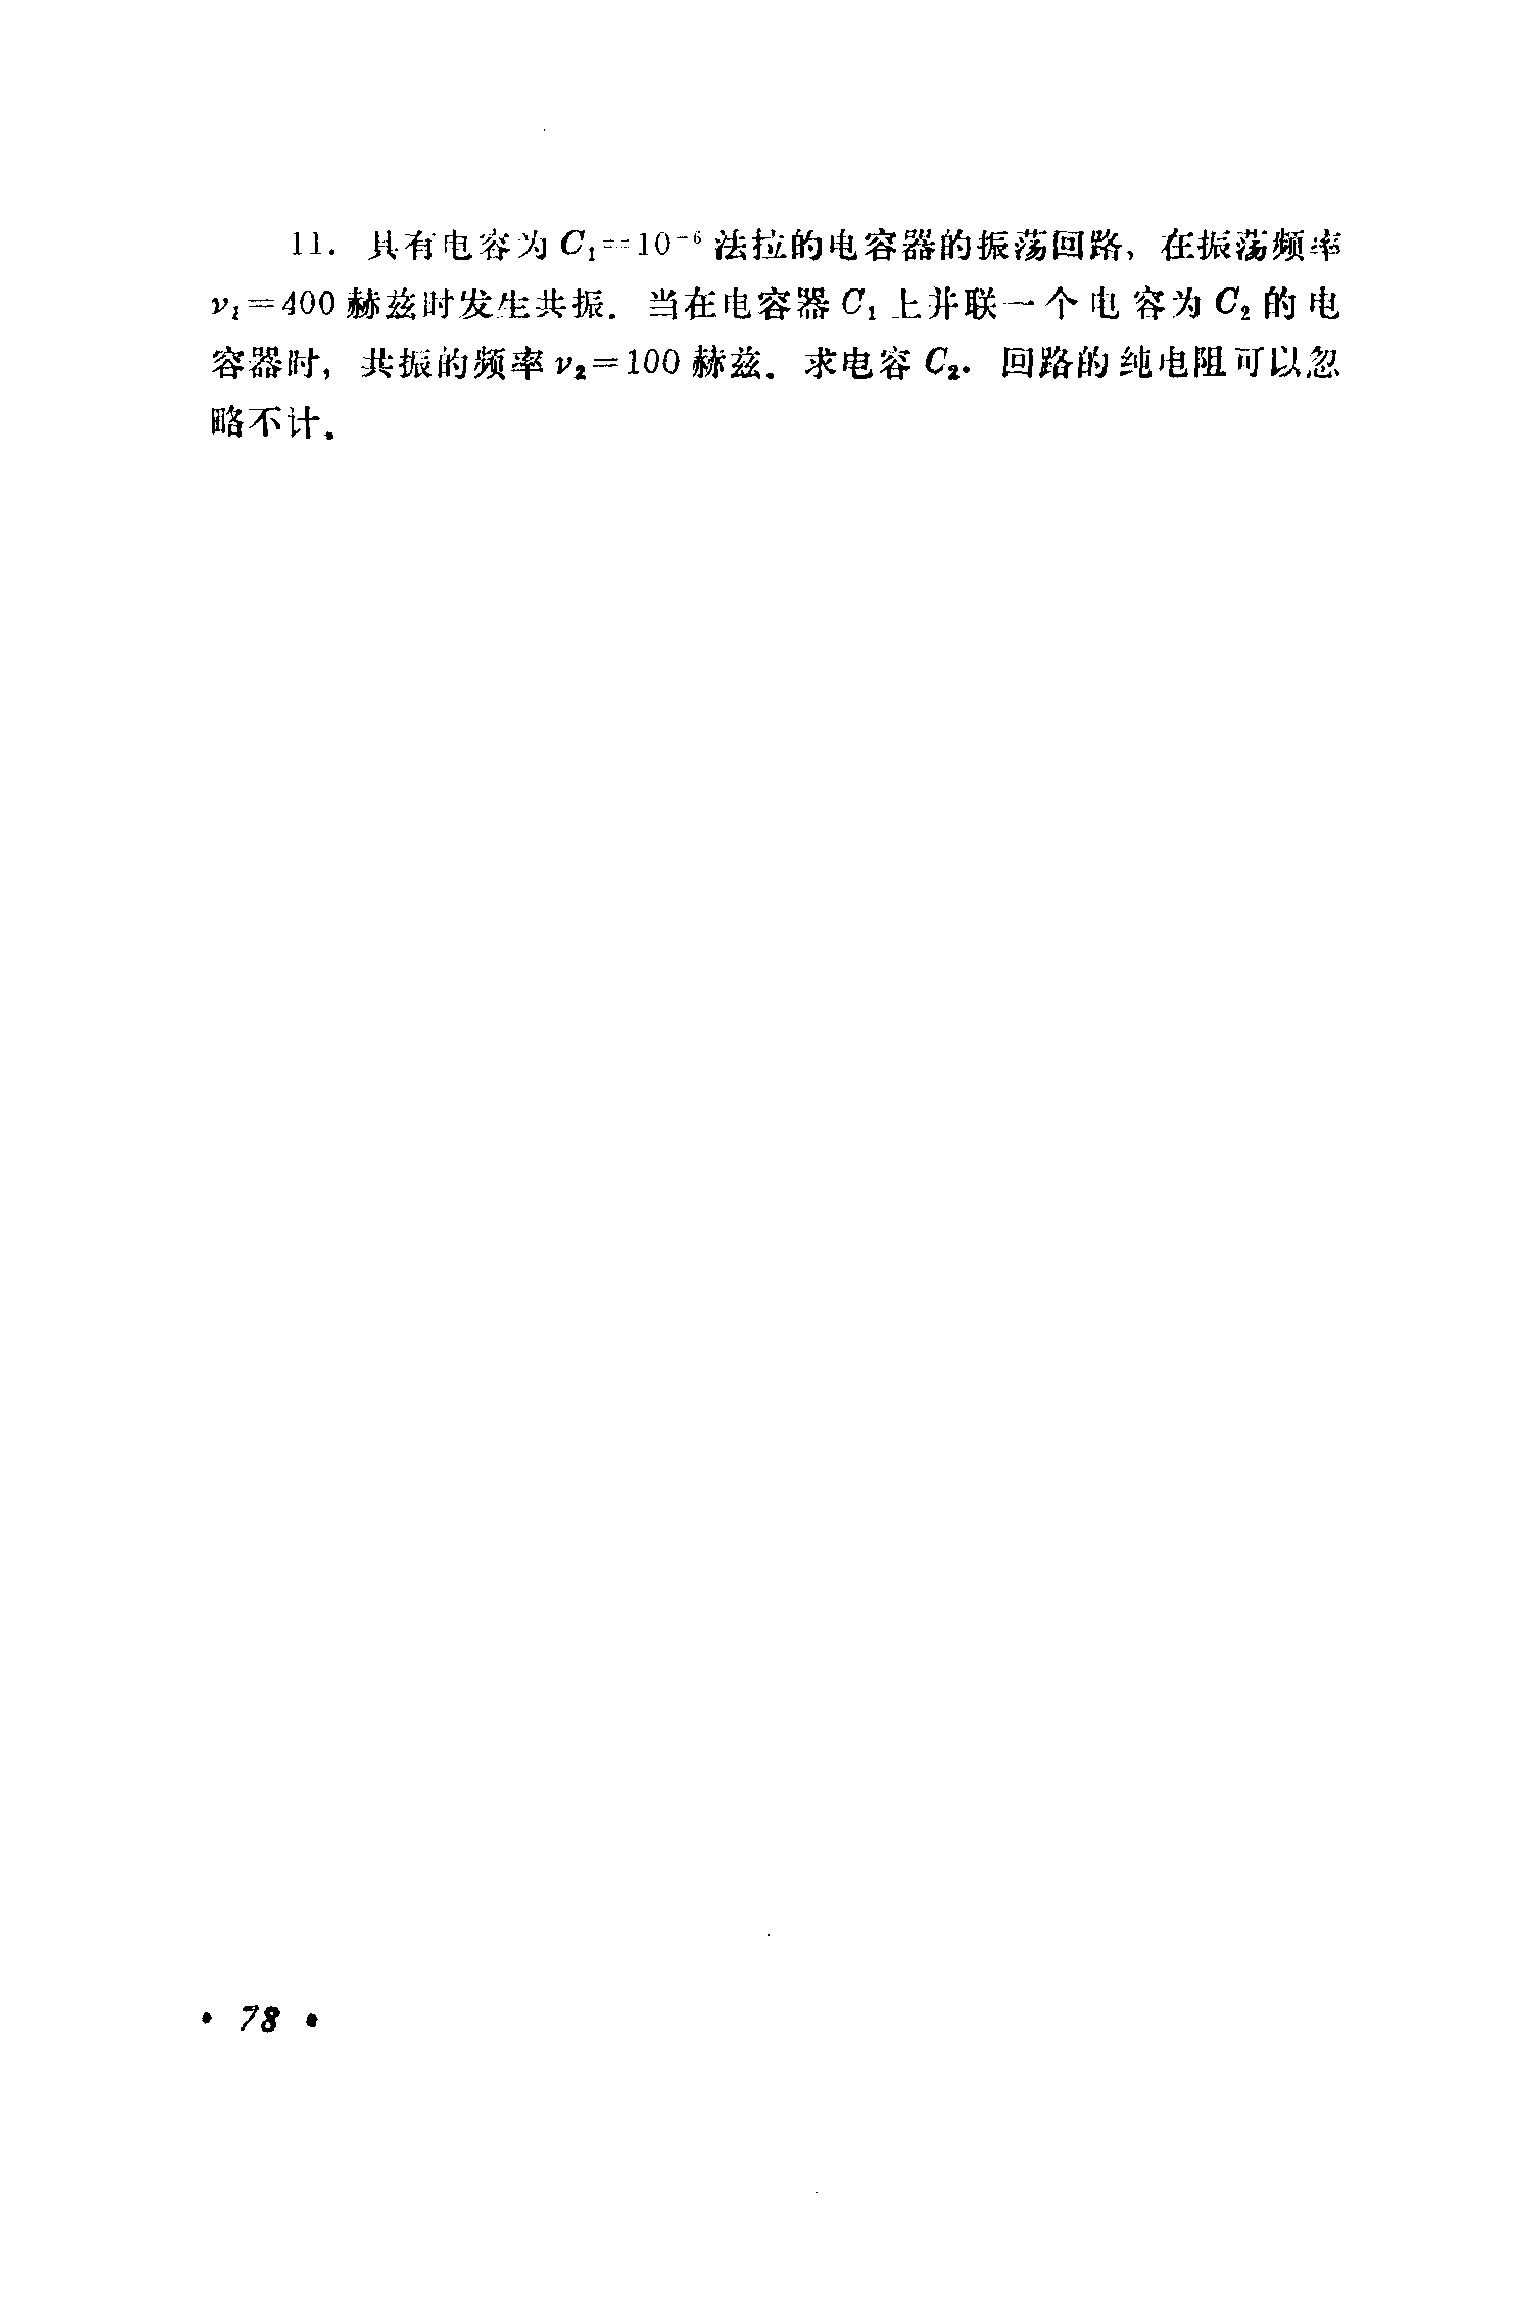 11. 具有电容为 C₁=10⁻⁶ 法拉的电容器的振荡回路, 在振荡频率
ν₁=400 赫兹时发生共振. 当在电容器 C₁ 上并联一个电容为 C₂ 的电
容器时, 共振的频率 ν₂=100 赫兹. 求电容 C₂. 回路的纯电阻可以忽
略不计.
• 78 •